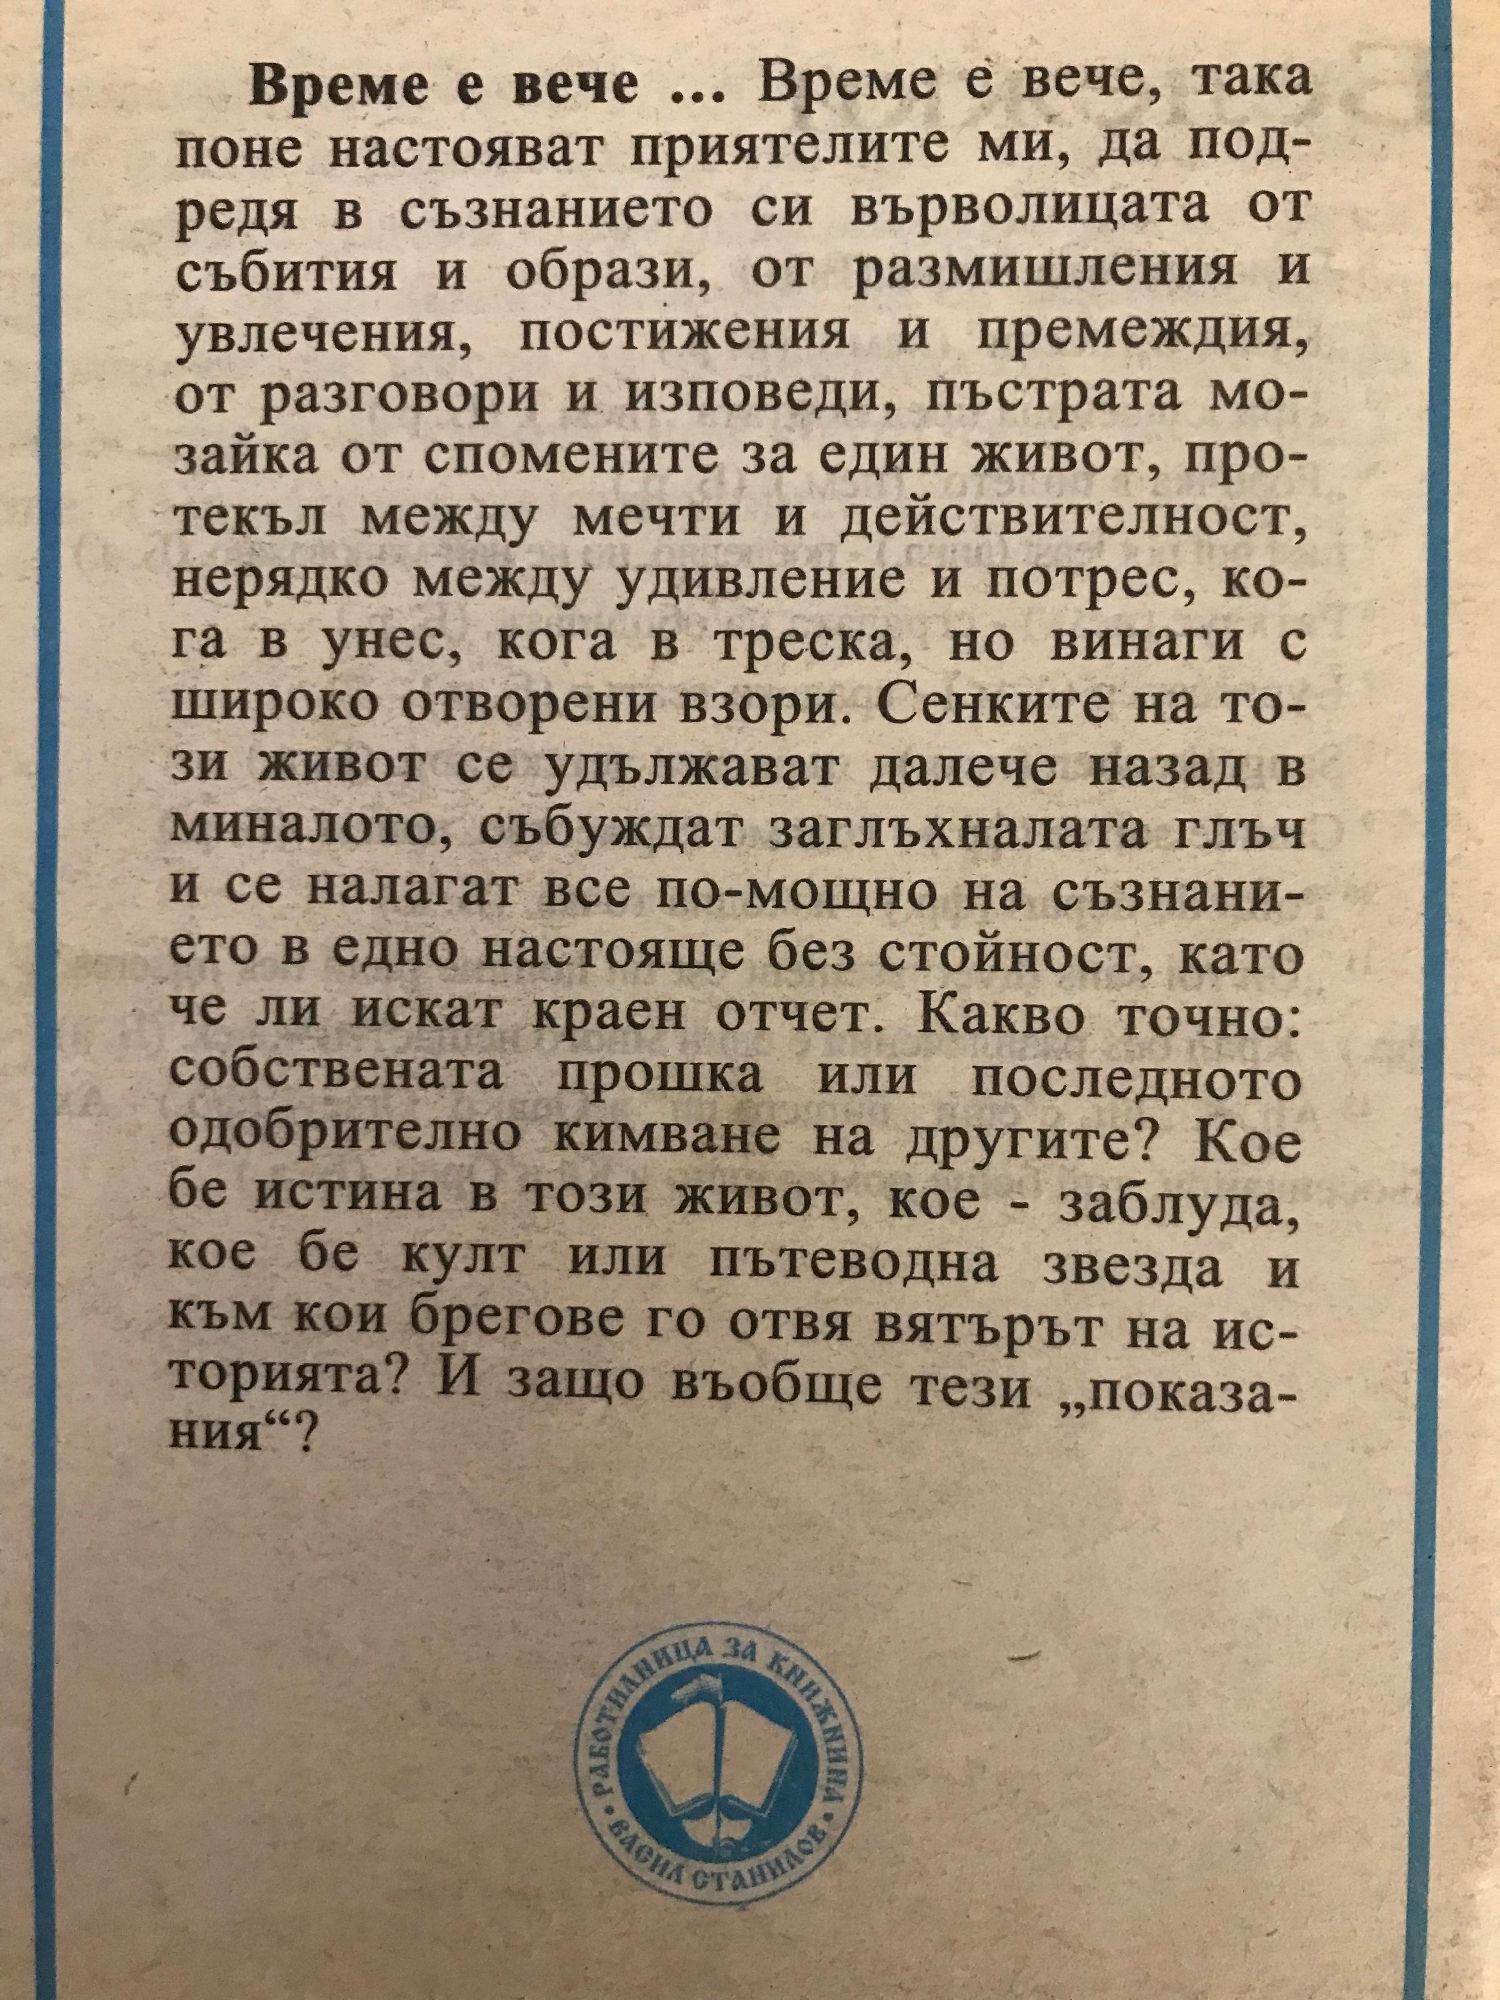 Време е вече ... Време е вече, така
поне настояват приятелите ми, да под-
редя в съзнанието си върволицата от
събития и образи, от размишления и
увлечения, постижения и премеждия,
от разговори и изповеди, пъстрата мо-
зайка от спомените за един живот, про-
текъл между мечти и действителност,
нерядко между удивление и потрес, ко-
га в унес, кога в треска, но винаги с
широко отворени взори. Сенките на то-
зи живот се удължават далече назад в
миналото, събуждат заглъхналата глъч
и се налагат все по-мощно на съзнани-
ето в едно настояще без стойност, като
че ли искат краен отчет. Какво точно:
собствената прошка или последното
одобрително кимване на другите? Кое
бе истина в този живот, кое - заблуда,
кое бе култ или пътеводна звезда и
към кои брегове го отвя вятърът на ис-
торията? И защо въобще тези „показа-
ния“?
РАБОТИЛНИЦА ЗА КНИЖНИНА
• ВАСИЛ СТАНИЛОВ •